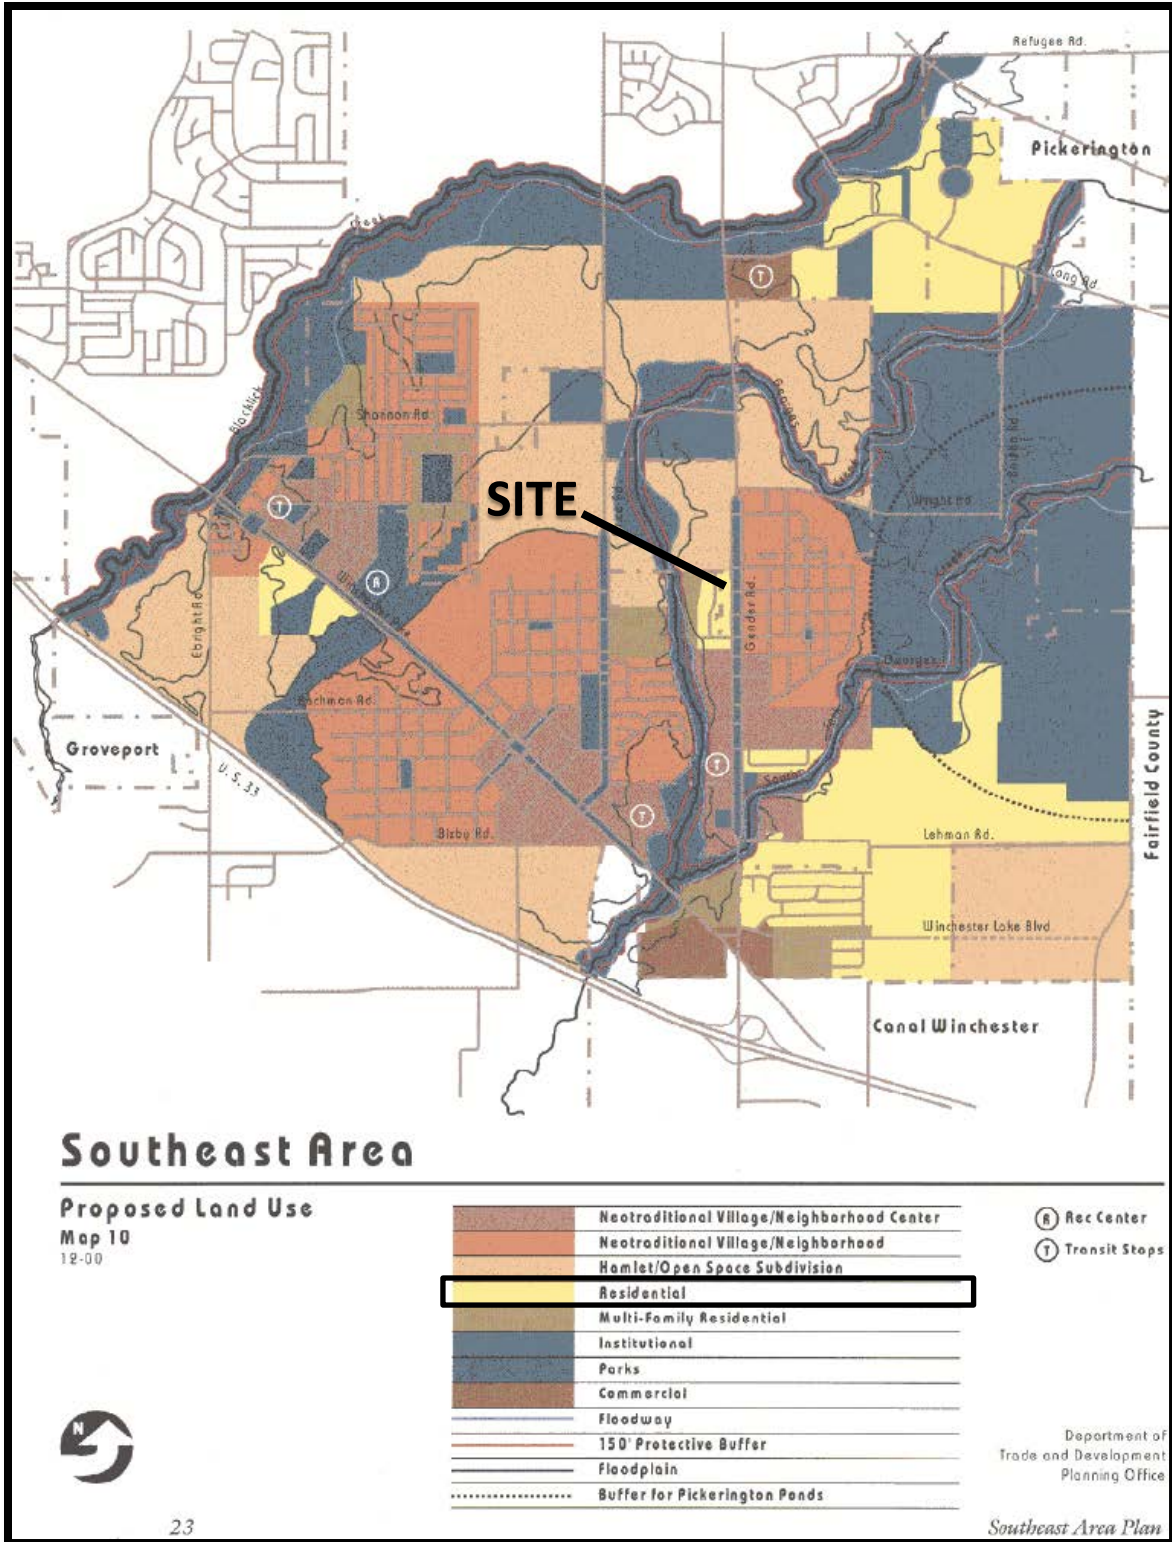 Refugee Rd.
Pickerington
Long Rd
Creek
Blacklick
Shannon Rd.
Georges
Wright Rd
SITE
T
R
Ebright Rd.
Gender Rd.
Creek
Georges
Bachman Rd.
Groveport
U.S. 33
Fairfield County
T
T
Bixby Rd.
Lehman Rd.
Winchester Lake Blvd
Canal Winchester
Southeast Area
Proposed Land Use
Map 10
12-00
Neotraditional Village/Neighborhood Center
Neotraditional Village/Neighborhood
Hamlet/Open Space Subdivision
Residential
Multi-Family Residential
Institutional
Parks
Commercial
Floodway
150' Protective Buffer
Floodplain
Buffer for Pickerington Ponds
R Rec Center
T Transit Stops
N
Department of
Trade and Development
Planning Office
23
Southeast Area Plan